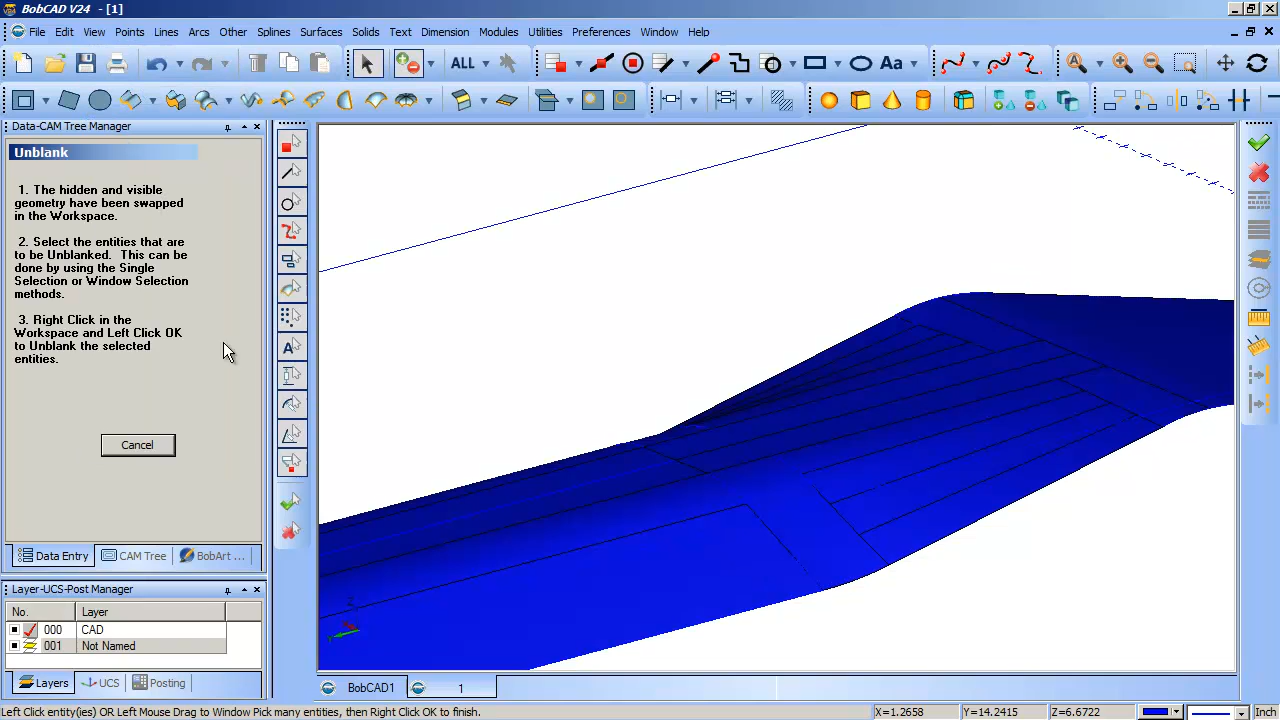 BobCAD V24 - [1]
File Edit View Points Lines Arcs Other Splines Surfaces Solids Text Dimension Modules Utilities Preferences Window Help
ALL
Aa
Data-CAM Tree Manager
Unblank
1. The hidden and visible
geometry have been swapped
in the Workspace.
2. Select the entities that are
to be Unblanked. This can be
done by using the Single
Selection or Window Selection
methods.
3. Right Click in the
Workspace and Left Click OK
to Unblank the selected
entities.
Cancel
Data Entry CAM Tree BobArt ...
Layer-UCS-Post Manager
No. Layer
000 CAD
001 Not Named
Layers UCS Posting
BobCAD1 1
Left Click entity(ies) OR Left Mouse Drag to Window Pick many entities, then Right Click OK to finish. X=1.2658 Y=14.2415 Z=6.6722 Inch